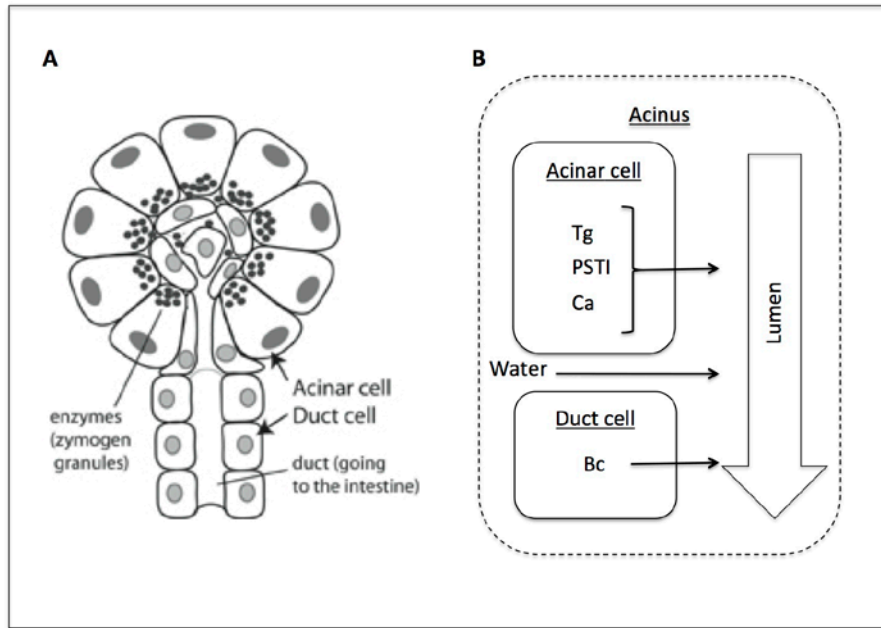 A
enzymes
(zymogen
granules)
Acinar cell
Duct cell
duct (going
to the intestine)
B
Acinus
Acinar cell
Tg
PSTI
Ca
Water
Duct cell
Bc
Lumen